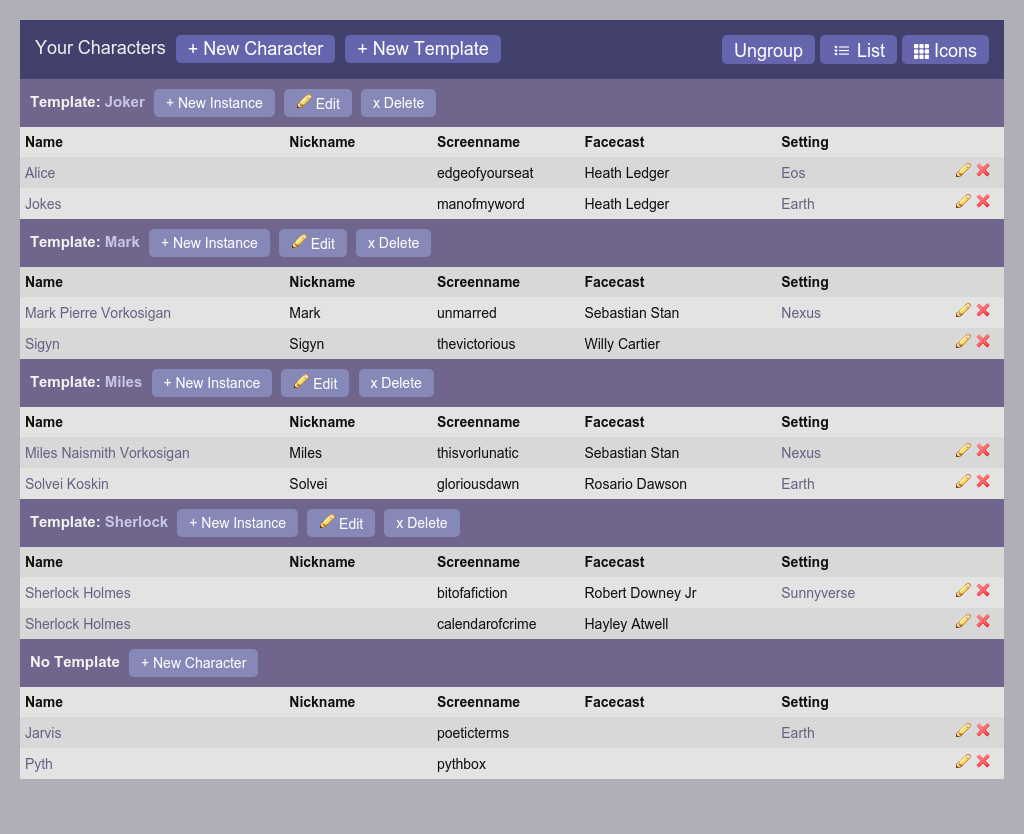 Your Characters + New Character + New Template Ungroup List Icons
Template: Joker + New Instance Edit x Delete
Name Nickname Screenname Facecast Setting
Alice edgeofyourseat Heath Ledger Eos
Jokes manofmyword Heath Ledger Earth
Template: Mark + New Instance Edit x Delete
Name Nickname Screenname Facecast Setting
Mark Pierre Vorkosigan Mark unmarred Sebastian Stan Nexus
Sigyn Sigyn thevictorious Willy Cartier
Template: Miles + New Instance Edit x Delete
Name Nickname Screenname Facecast Setting
Miles Naismith Vorkosigan Miles thisvorlunatic Sebastian Stan Nexus
Solvei Koskin Solvei gloriousdawn Rosario Dawson Earth
Template: Sherlock + New Instance Edit x Delete
Name Nickname Screenname Facecast Setting
Sherlock Holmes bitofafiction Robert Downey Jr Sunnyverse
Sherlock Holmes calendarofcrime Hayley Atwell
No Template + New Character
Name Nickname Screenname Facecast Setting
Jarvis poeticterms Earth
Pyth pythbox